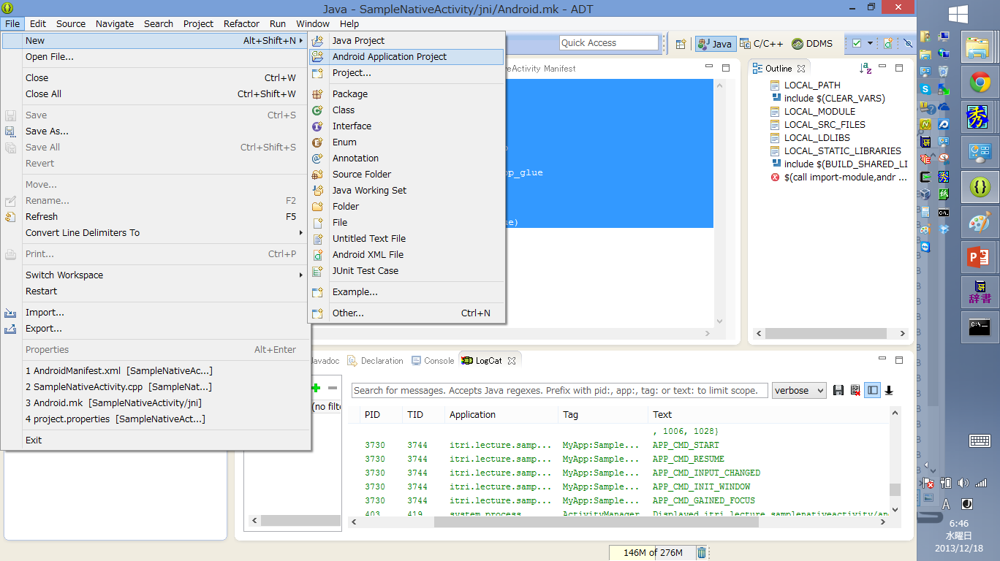 Java - SampleNativeActivity/jni/Android.mk - ADT
File Edit Source Navigate Search Project Refactor Run Window Help
New Alt+Shift+N
Open File...
Close Ctrl+W
Close All Ctrl+Shift+W
Save Ctrl+S
Save As...
Save All Ctrl+Shift+S
Revert
Move...
Rename... F2
Refresh F5
Convert Line Delimiters To
Print... Ctrl+P
Switch Workspace
Restart
Import...
Export...
Properties Alt+Enter
1 AndroidManifest.xml [SampleNativeAc...]
2 SampleNativeActivity.cpp [SampleNat...]
3 Android.mk [SampleNativeActivity/jni]
4 project.properties [SampleNativeAct...]
Exit
Java Project
Android Application Project
Project...
Package
Class
Interface
Enum
Annotation
Source Folder
Java Working Set
Folder
File
Untitled Text File
Android XML File
JUnit Test Case
Example...
Other... Ctrl+N
Quick Access
Java C/C++ DDMS
eActivity Manifest
pp_glue
e)
Outline
LOCAL_PATH
include $(CLEAR_VARS)
LOCAL_MODULE
LOCAL_SRC_FILES
LOCAL_LDLIBS
LOCAL_STATIC_LIBRARIES
include $(BUILD_SHARED_LI
$(call import-module,andr ...
Javadoc Declaration Console LogCat
(no filte
Search for messages. Accepts Java regexes. Prefix with pid:, app:, tag: or text: to limit scope. verbose
PID TID Application Tag Text
, 1006, 1028}
3730 3744 itri.lecture.samp... MyApp:Sample... APP_CMD_START
3730 3744 itri.lecture.samp... MyApp:Sample... APP_CMD_RESUME
3730 3744 itri.lecture.samp... MyApp:Sample... APP_CMD_INPUT_CHANGED
3730 3744 itri.lecture.samp... MyApp:Sample... APP_CMD_INIT_WINDOW
3730 3744 itri.lecture.samp... MyApp:Sample... APP_CMD_GAINED_FOCUS
403 419 system_process ActivityManager Displayed itri.lecture.samplenativeactivity/an
146M of 276M
秀
辞書
A
6:46
水曜日
2013/12/18